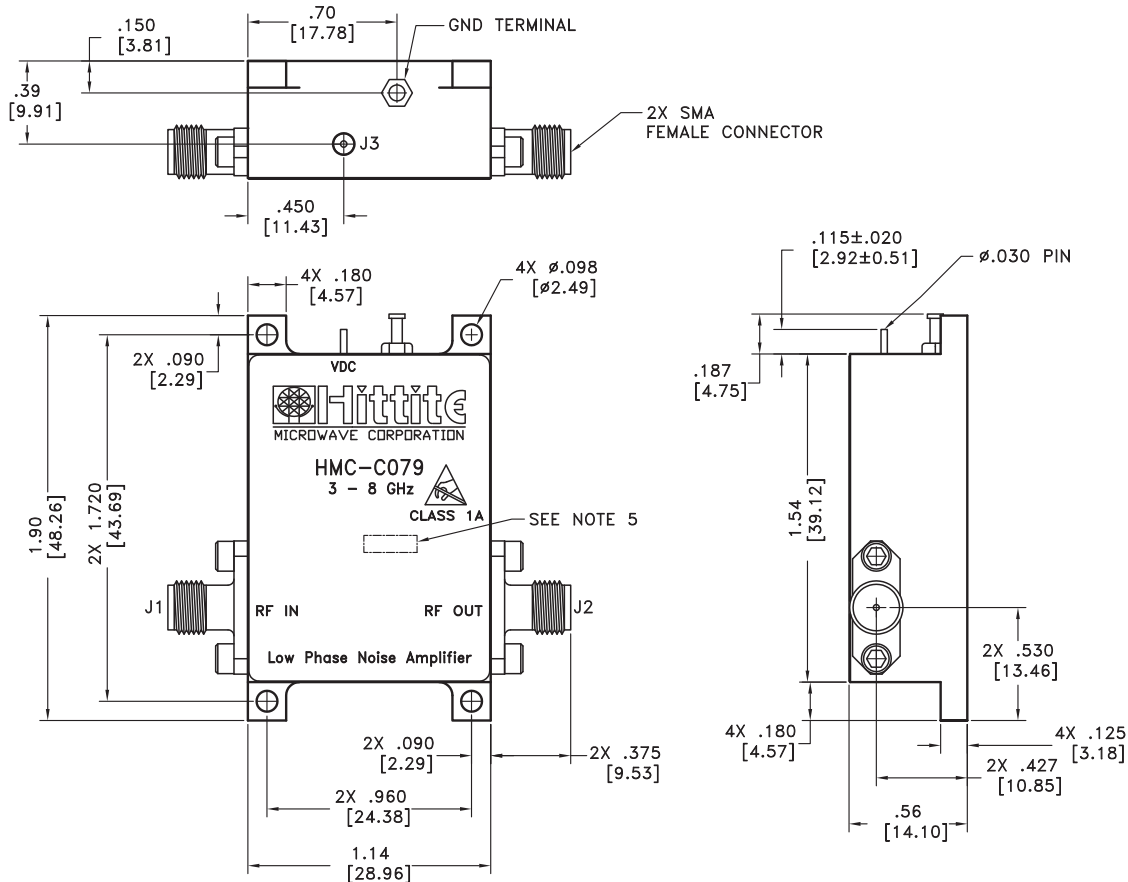 .150
[3.81]
.70
[17.78]
GND TERMINAL
.39
[9.91]
2X SMA
FEMALE CONNECTOR
J3
.450
[11.43]
.115±.020
[2.92±0.51]
ø.030 PIN
4X .180
[4.57]
4X ø.098
[ø2.49]
2X .090
[2.29]
VDC
.187
[4.75]
Hittite
MICROWAVE CORPORATION
HMC-C079
3 - 8 GHz
CLASS 1A
SEE NOTE 5
1.90
[48.26]
2X 1.720
[43.69]
1.54
[39.12]
J1
RF IN
RF OUT
J2
Low Phase Noise Amplifier
2X .530
[13.46]
2X .090
[2.29]
2X .375
[9.53]
4X .180
[4.57]
4X .125
[3.18]
2X .427
[10.85]
2X .960
[24.38]
.56
[14.10]
1.14
[28.96]